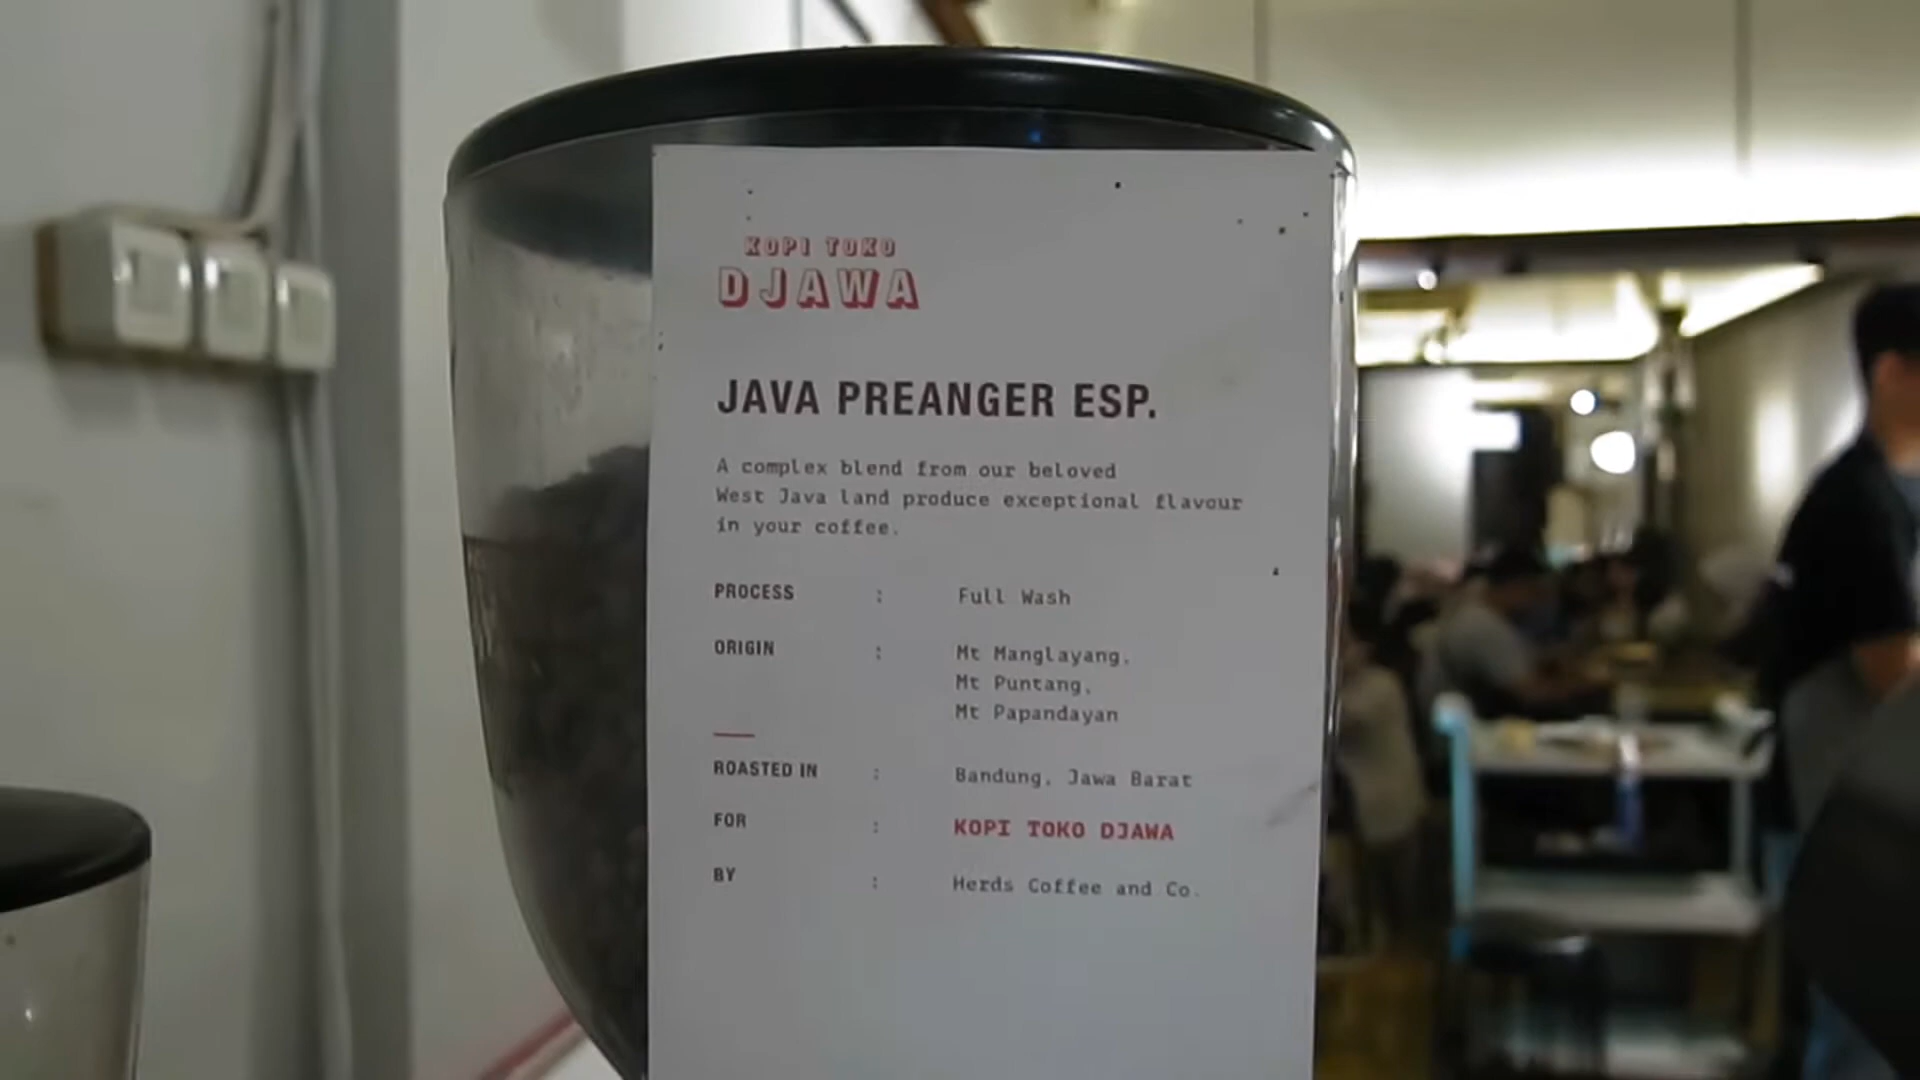 KOPI TOKO
DJAWA
JAVA PREANGER ESP.
A complex blend from our beloved
West Java land produce exceptional flavour
in your coffee.
PROCESS : Full Wash
ORIGIN : Mt Manglayang,
Mt Puntang,
Mt Papandayan
ROASTED IN : Bandung, Jawa Barat
FOR : KOPI TOKO DJAWA
BY : Herds Coffee and Co.